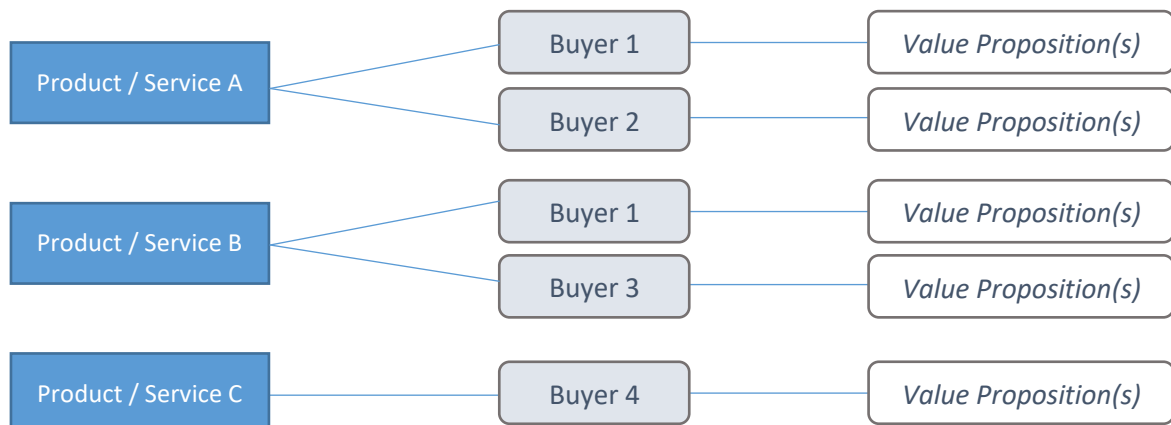 Product / Service A
Buyer 1
Value Proposition(s)
Buyer 2
Value Proposition(s)
Product / Service B
Buyer 1
Value Proposition(s)
Buyer 3
Value Proposition(s)
Product / Service C
Buyer 4
Value Proposition(s)